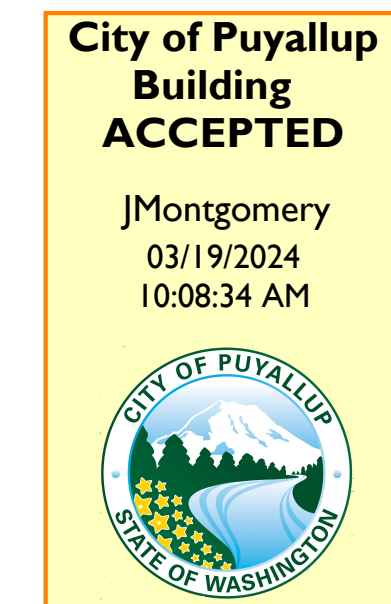 City of Puyallup
Building
ACCEPTED
JMontgomery
03/19/2024
10:08:34 AM
CITY OF PUYALLUP
STATE OF WASHINGTON